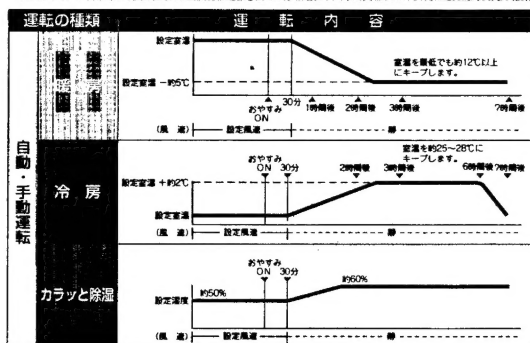 運転の種類
運転内容
自動・手動運転
暖房
設定室温
設定室温 −約5℃
室温を最低でも約12℃以上
にキープします。
おやすみ
ON
30分
1時間後
2時間後
3時間後
7時間後
(風速)
設定風速
静
冷房
設定室温 +約2℃
設定室温
室温を約25〜28℃に
キープします。
おやすみ
ON
30分
2時間後
3時間後
6時間後
7時間後
(風速)
設定風速
静
カラッと除湿
設定湿度
約50%
約60%
おやすみ
ON
30分
(風速)
設定風速
静